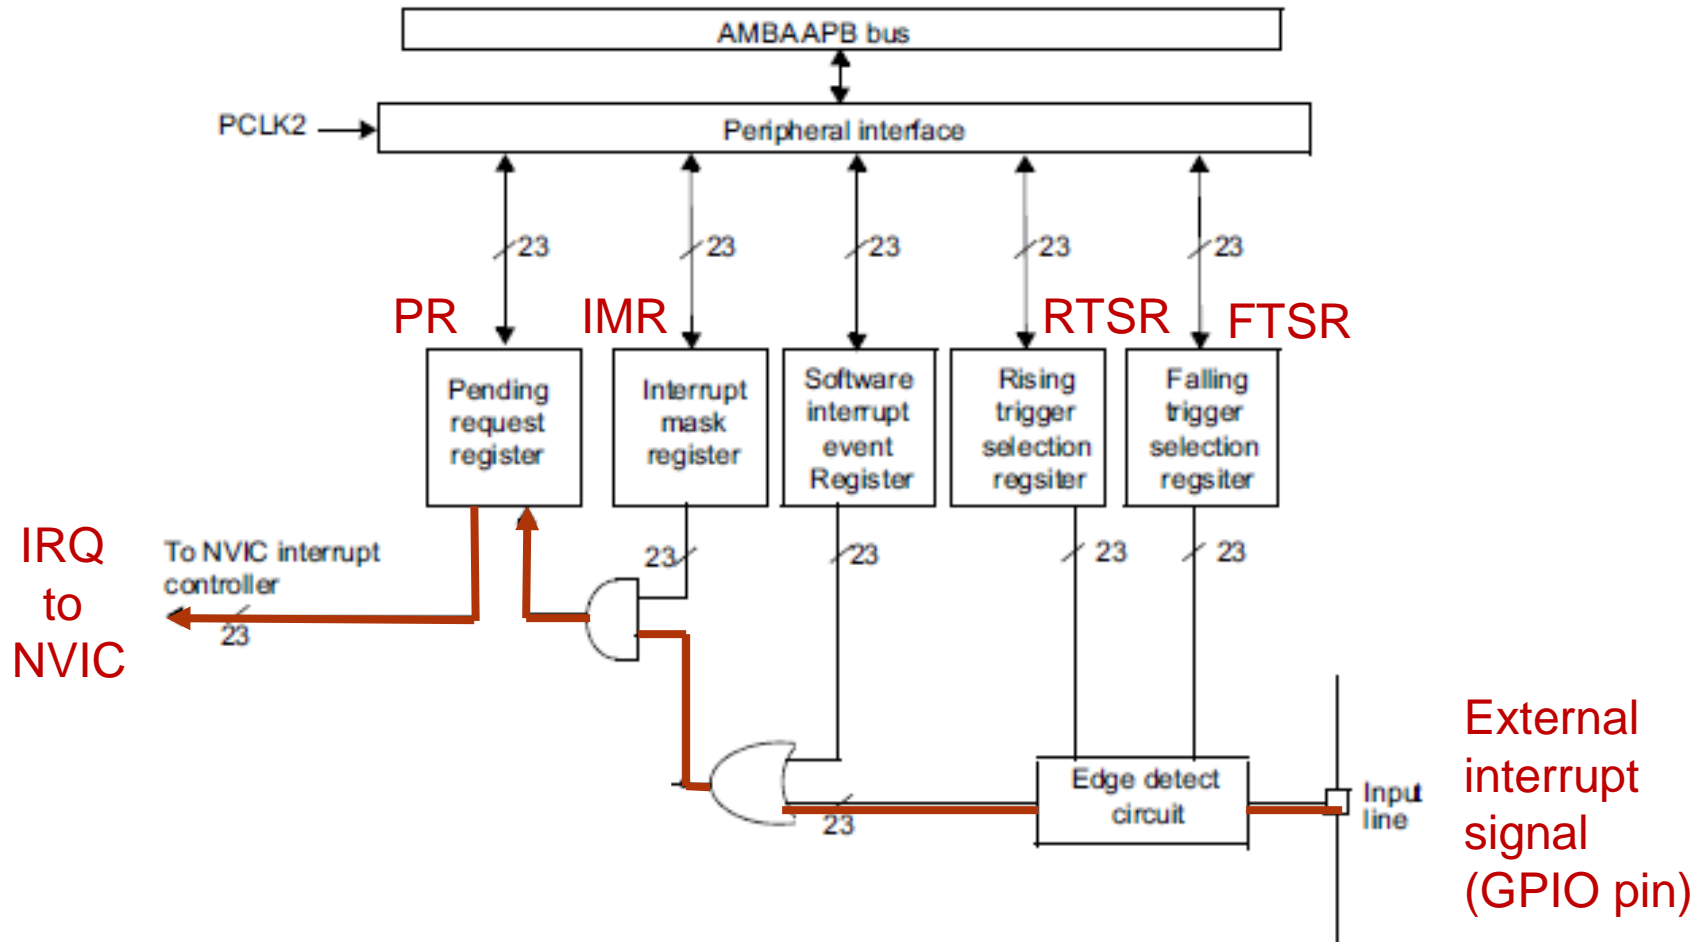 AMBAAPB bus
PCLK2
Peripheral interface
23
23
23
23
23
PR
IMR
RTSR
FTSR
Pending
request
register
Interrupt
mask
register
Software
interrupt
event
Register
Rising
trigger
selection
regsiter
Falling
trigger
selection
regsiter
IRQ
to
NVIC
To NVIC interrupt
controller
23
23
23
23
23
Edge detect
circuit
23
Input
line
External
interrupt
signal
(GPIO pin)